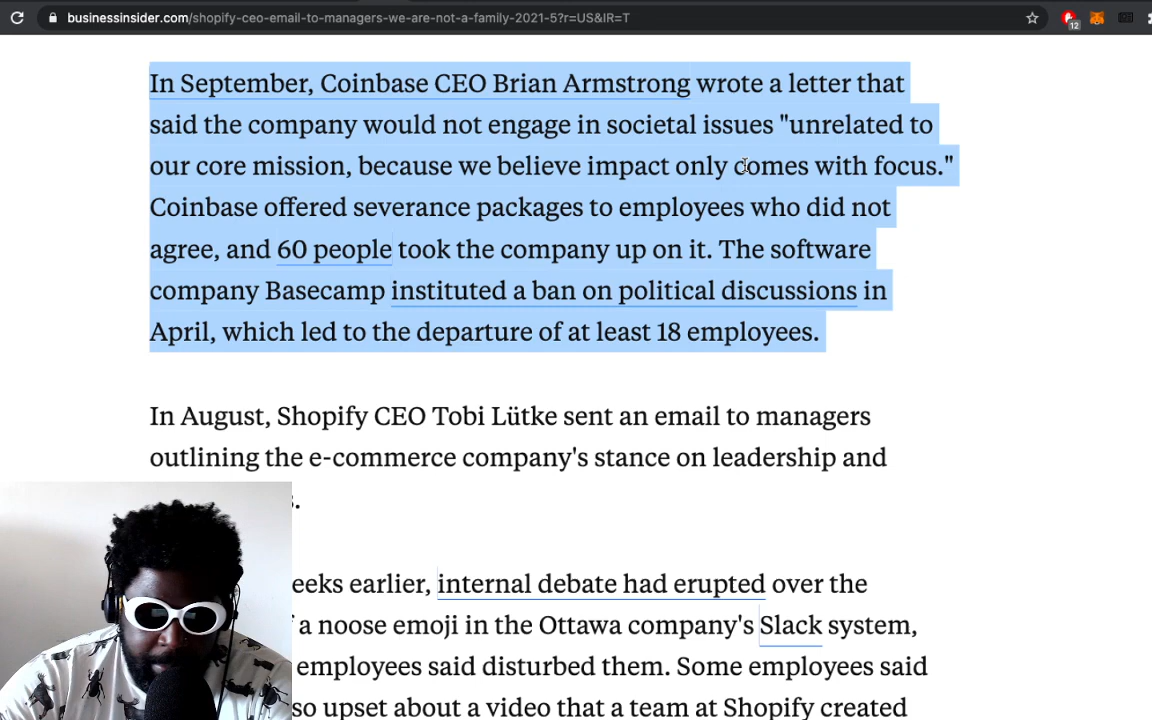 businessinsider.com/shopify-ceo-email-to-managers-we-are-not-a-family-2021-5?r=US&IR=T
12
In September, Coinbase CEO Brian Armstrong wrote a letter that
said the company would not engage in societal issues "unrelated to
our core mission, because we believe impact only comes with focus."
Coinbase offered severance packages to employees who did not
agree, and 60 people took the company up on it. The software
company Basecamp instituted a ban on political discussions in
April, which led to the departure of at least 18 employees.
In August, Shopify CEO Tobi Lütke sent an email to managers
outlining the e-commerce company's stance on leadership and
eeks earlier, internal debate had erupted over the
a noose emoji in the Ottawa company's Slack system,
employees said disturbed them. Some employees said
so upset about a video that a team at Shopify created